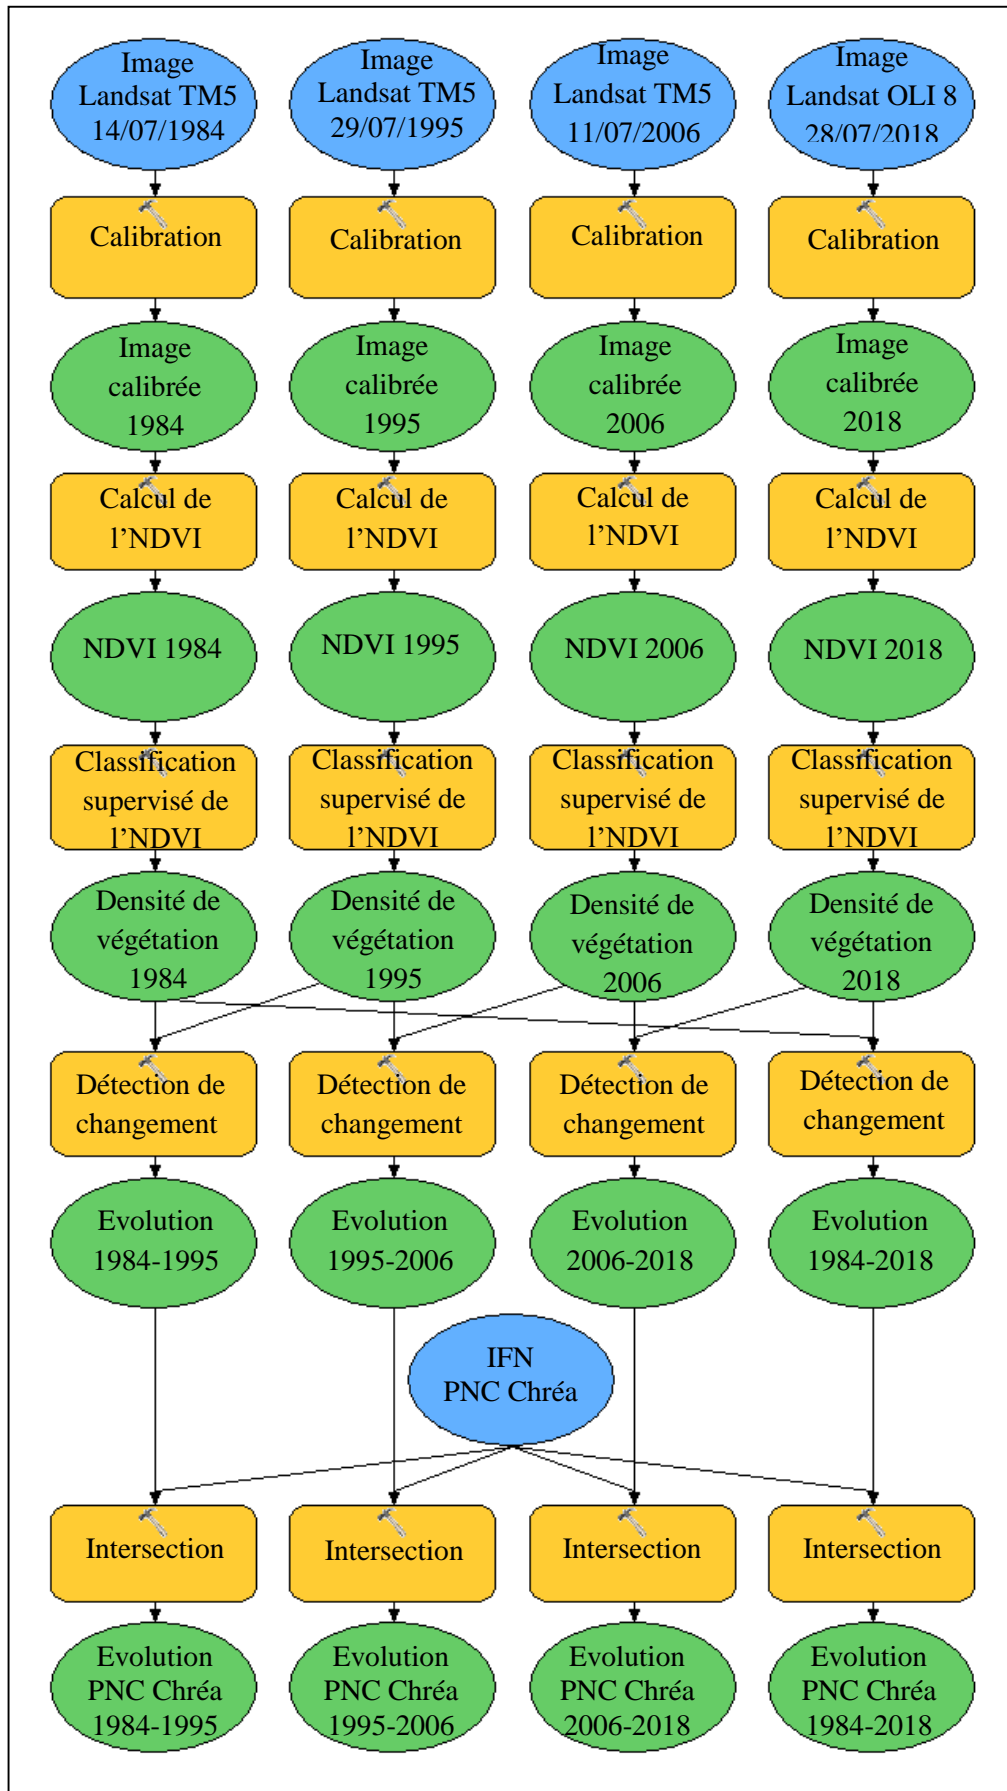 Image
Landsat TM5
14/07/1984
Image
Landsat TM5
29/07/1995
Image
Landsat TM5
11/07/2006
Image
Landsat OLI 8
28/07/2018
Calibration
Calibration
Calibration
Calibration
Image
calibrée
1984
Image
calibrée
1995
Image
calibrée
2006
Image
calibrée
2018
Calcul de
l’NDVI
Calcul de
l’NDVI
Calcul de
l’NDVI
Calcul de
l’NDVI
NDVI 1984
NDVI 1995
NDVI 2006
NDVI 2018
Classification
supervisé de
l’NDVI
Classification
supervisé de
l’NDVI
Classification
supervisé de
l’NDVI
Classification
supervisé de
l’NDVI
Densité de
végétation
1984
Densité de
végétation
1995
Densité de
végétation
2006
Densité de
végétation
2018
Détection de
changement
Détection de
changement
Détection de
changement
Détection de
changement
Evolution
1984-1995
Evolution
1995-2006
Evolution
2006-2018
Evolution
1984-2018
IFN
PNC Chréa
Intersection
Intersection
Intersection
Intersection
Evolution
PNC Chréa
1984-1995
Evolution
PNC Chréa
1995-2006
Evolution
PNC Chréa
2006-2018
Evolution
PNC Chréa
1984-2018